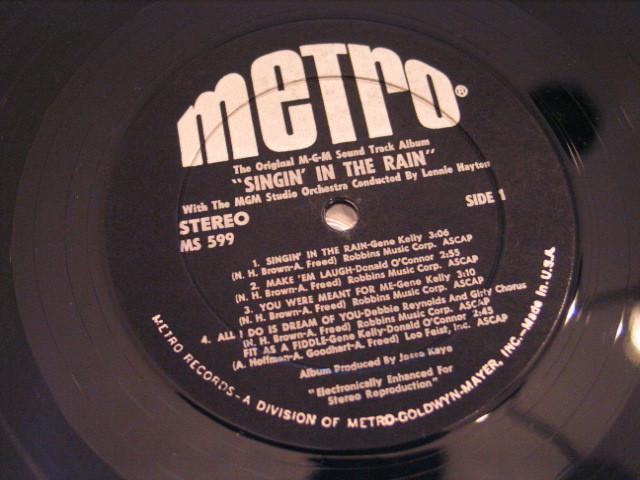 metro®
The Original M-G-M Sound Track Album
"SINGIN' IN THE RAIN"
With The MGM Studio Orchestra Conducted By Lennie Hayton
STEREO
MS 599
SIDE 1
1. SINGIN' IN THE RAIN-Gene Kelly 3:06
(N. H. Brown-A. Freed) Robbins Music Corp. ASCAP
2. MAKE 'EM LAUGH-Donald O'Connor 2:55
(N. H. Brown-A. Freed) Robbins Music Corp. ASCAP
3. YOU WERE MEANT FOR ME-Gene Kelly 3:10
(N. H. Brown-A. Freed) Robbins Music Corp. ASCAP
4. ALL I DO IS DREAM OF YOU-Debbie Reynolds And Girly Chorus
(N. H. Brown-A. Freed) Robbins Music Corp. ASCAP
FIT AS A FIDDLE-Gene Kelly-Donald O'Connor 2:45
(A. Hoffman-A. Goodhart-A. Freed) Leo Feist, Inc. ASCAP
Album Produced By Jesse Kaye
"Electronically Enhanced For
Stereo Reproduction"
METRO RECORDS-A DIVISION OF METRO-GOLDWYN-MAYER, INC.-Made in U.S.A.